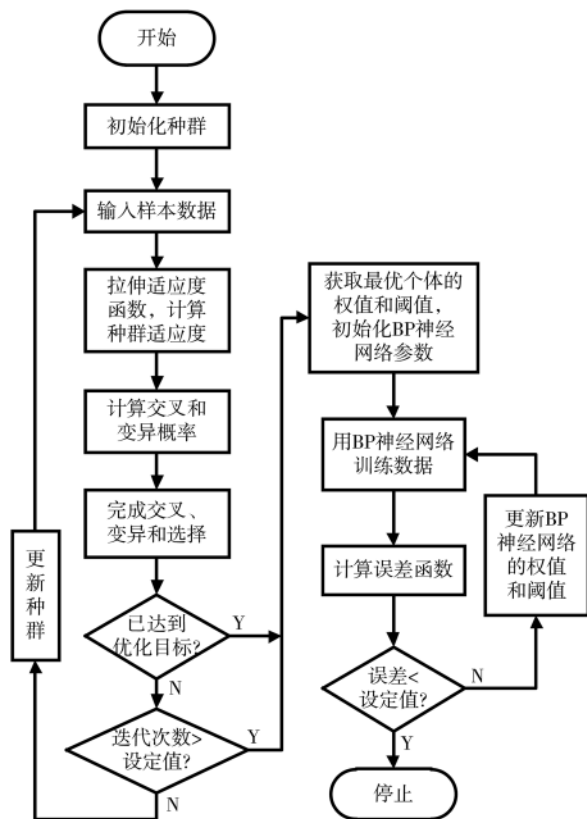 开始
初始化种群
输入样本数据
拉伸适应度
函数，计算
种群适应度
计算交叉和
变异概率
完成交叉、
变异和选择
更
新
种
群
已达到
优化目标?
Y
N
迭代次数>
设定值?
Y
N
获取最优个体的
权值和阈值，
初始化BP神经
网络参数
用BP神经网络
训练数据
计算误差函数
更新BP
神经网络
的权值
和阈值
误差<
设定值?
N
Y
停止